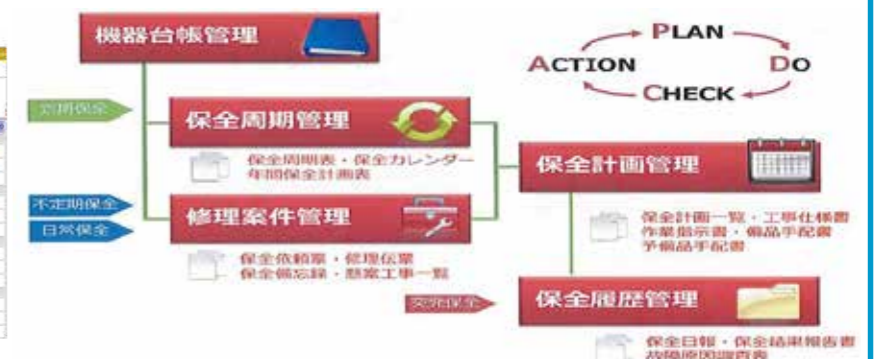 機器台帳管理
PLAN
ACTION
DO
CHECK
定期保全
保全周期管理
保全周期表・保全カレンダー
年間保全計画表
保全計画管理
不定期保全
日常保全
修理案件管理
保全計画一覧・工事仕様書
作業指示書・備品手配書
予備品手配書
保全依頼票・修理伝票
保全備忘録・懸案工事一覧
突発保全
保全履歴管理
保全日報・保全結果報告書
故障原因調査表